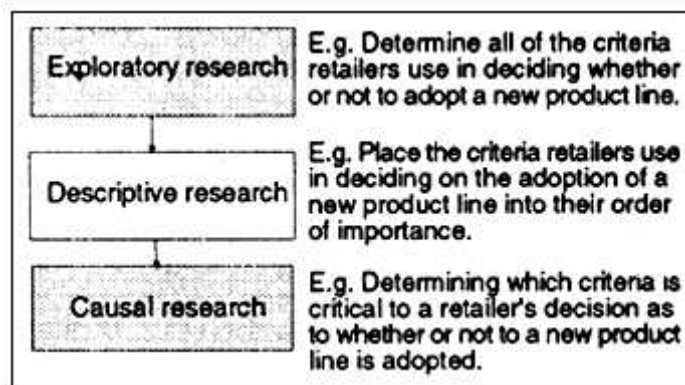 Exploratory research
E.g. Determine all of the criteria
retailers use in deciding whether
or not to adopt a new product line.
Descriptive research
E.g. Place the criteria retailers use
in deciding on the adoption of a
new product line into their order
of importance.
Causal research
E.g. Determining which criteria is
critical to a retailer's decision as
to whether or not to a new product
line is adopted.